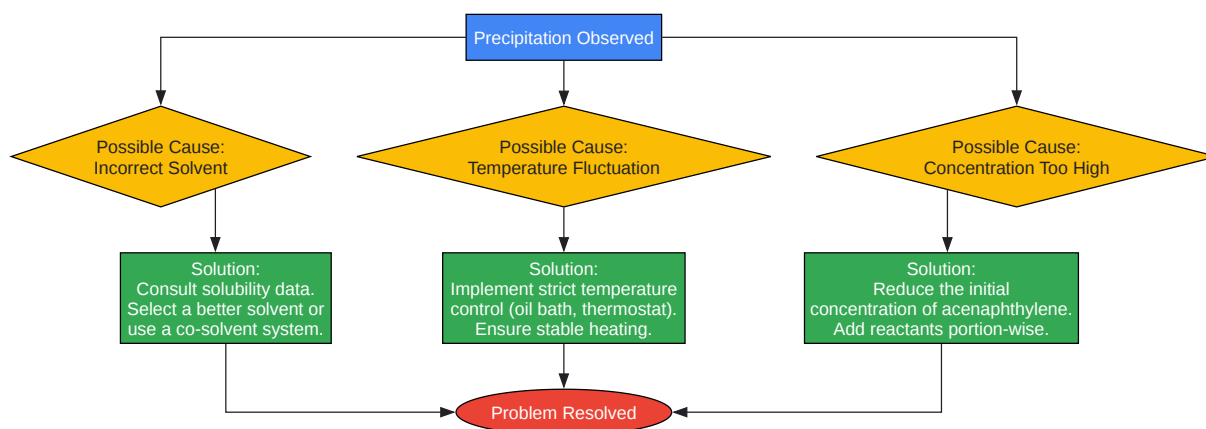 Precipitation Observed
Possible Cause:
Incorrect Solvent
Possible Cause:
Temperature Fluctuation
Possible Cause:
Concentration Too High
Solution:
Consult solubility data.
Select a better solvent or
use a co-solvent system.
Solution:
Implement strict temperature
control (oil bath, thermostat).
Ensure stable heating.
Solution:
Reduce the initial
concentration of acenaphthylene.
Add reactants portion-wise.
Problem Resolved